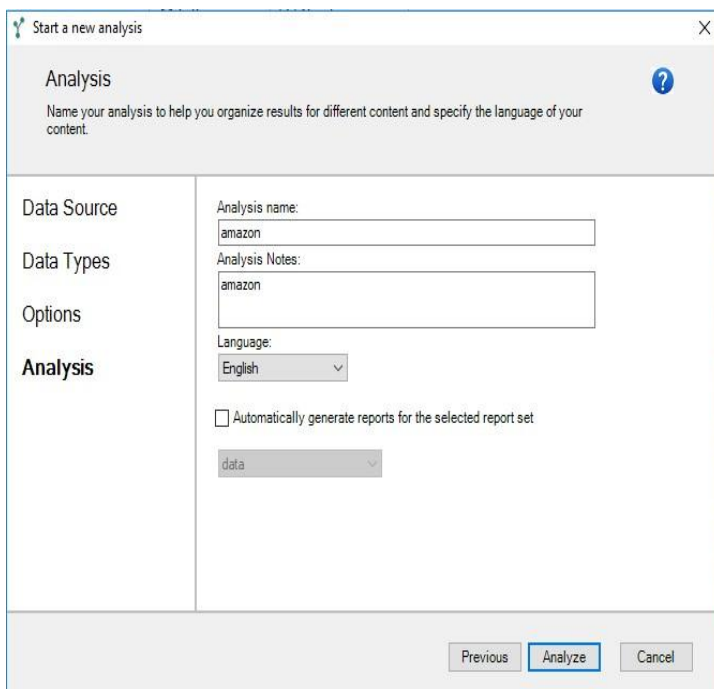 Start a new analysis
X
Analysis
?
Name your analysis to help you organize results for different content and specify the language of your
content.
Data Source
Data Types
Options
Analysis
Analysis name:
amazon
Analysis Notes:
amazon
Language:
English
Automatically generate reports for the selected report set
data
Previous
Analyze
Cancel